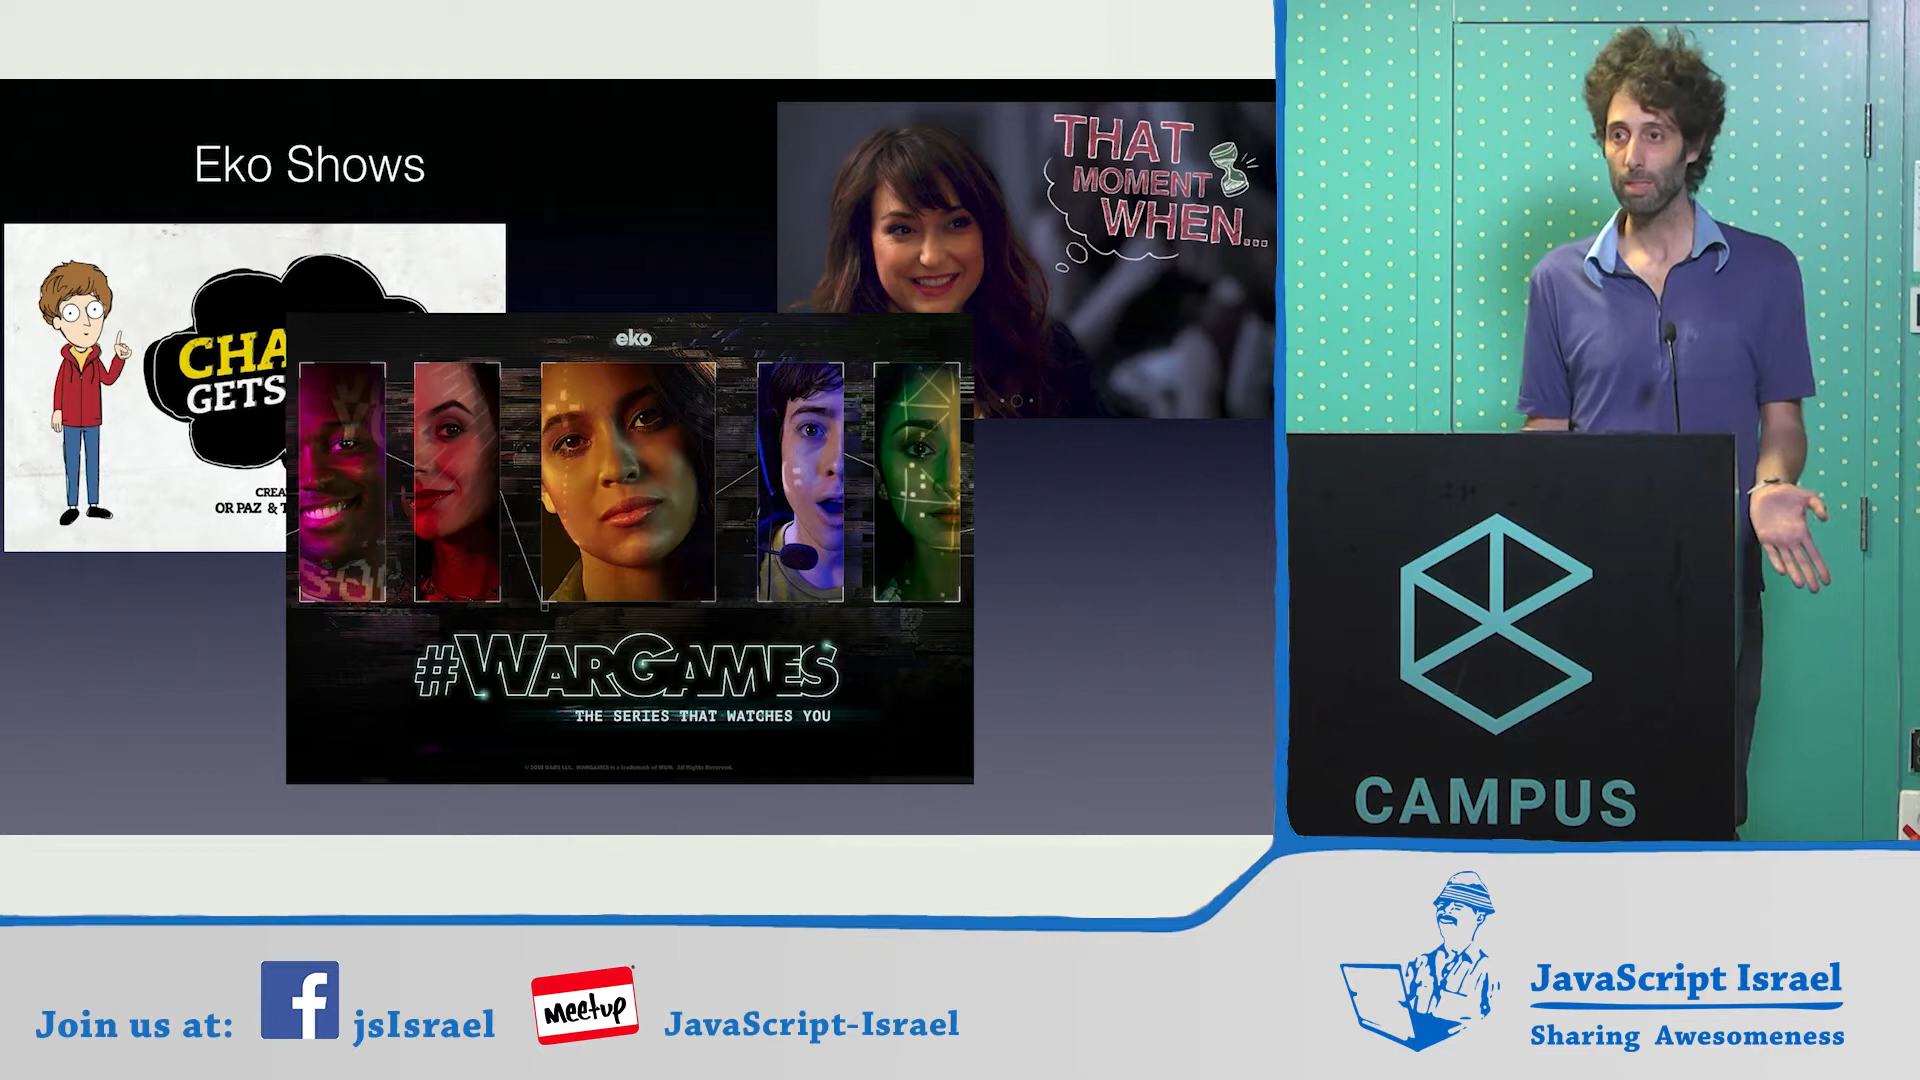 Eko Shows
THAT
MOMENT
WHEN...
CHA
GETS
CREA
OR PAZ & T
eko
#WARGAMES
THE SERIES THAT WATCHES YOU
CAMPUS
Join us at:
f
jsIsrael
Meetup
JavaScript-Israel
JavaScript Israel
Sharing Awesomeness